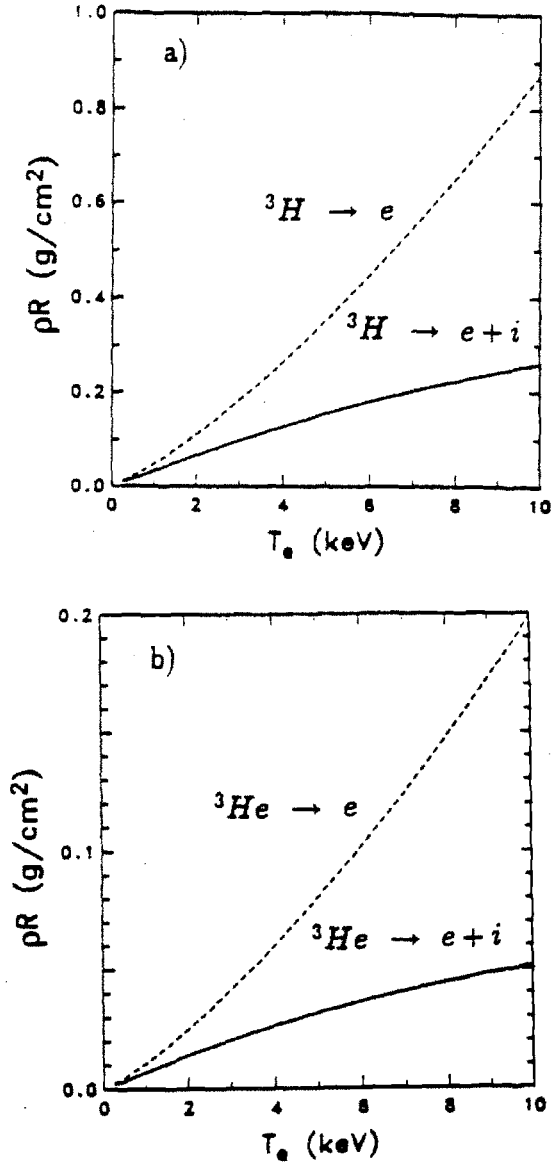 a)
1.0
0.8
0.6
0.4
0.2
0.0
ρR (g/cm²)
³H → e
³H → e + i
0 2 4 6 8 10
Tₑ (keV)
b)
0.2
0.1
0.0
ρR (g/cm²)
³He → e
³He → e + i
0 2 4 6 8 10
Tₑ (keV)